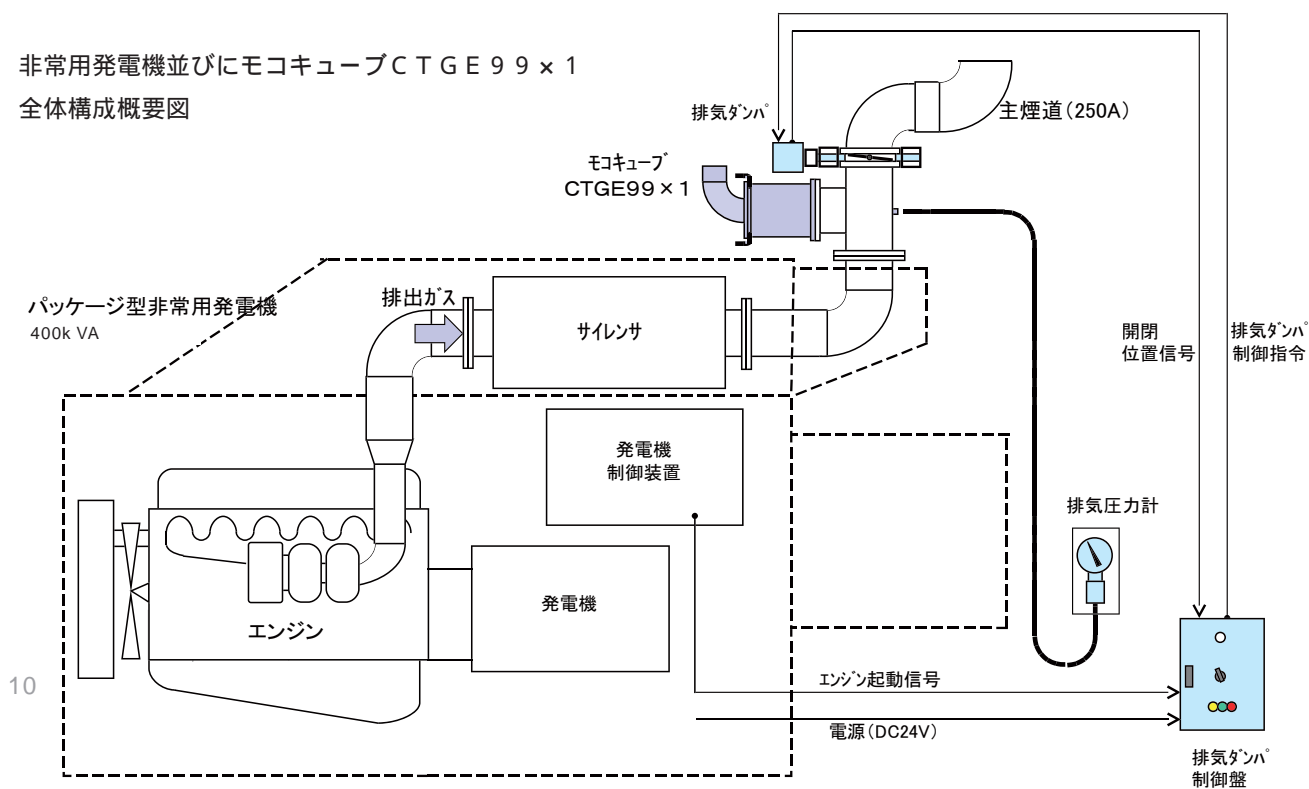 非常用発電機並びにモコキューブＣＴＧＥ９９×１
全体構成概要図
排気ﾀﾞﾝﾊﾟ
主煙道（250A）
ﾓｺｷｭｰﾌﾞ
CTGE99×1
パッケージ型非常用発電機
400k VA
排出ｶﾞｽ
ｻｲﾚﾝｻ
開閉
位置信号
排気ﾀﾞﾝﾊﾟ
制御指令
発電機
制御装置
排気圧力計
発電機
エンジン
ｴﾝｼﾞﾝ起動信号
電源（DC24V）
排気ﾀﾞﾝﾊﾟ
制御盤
10